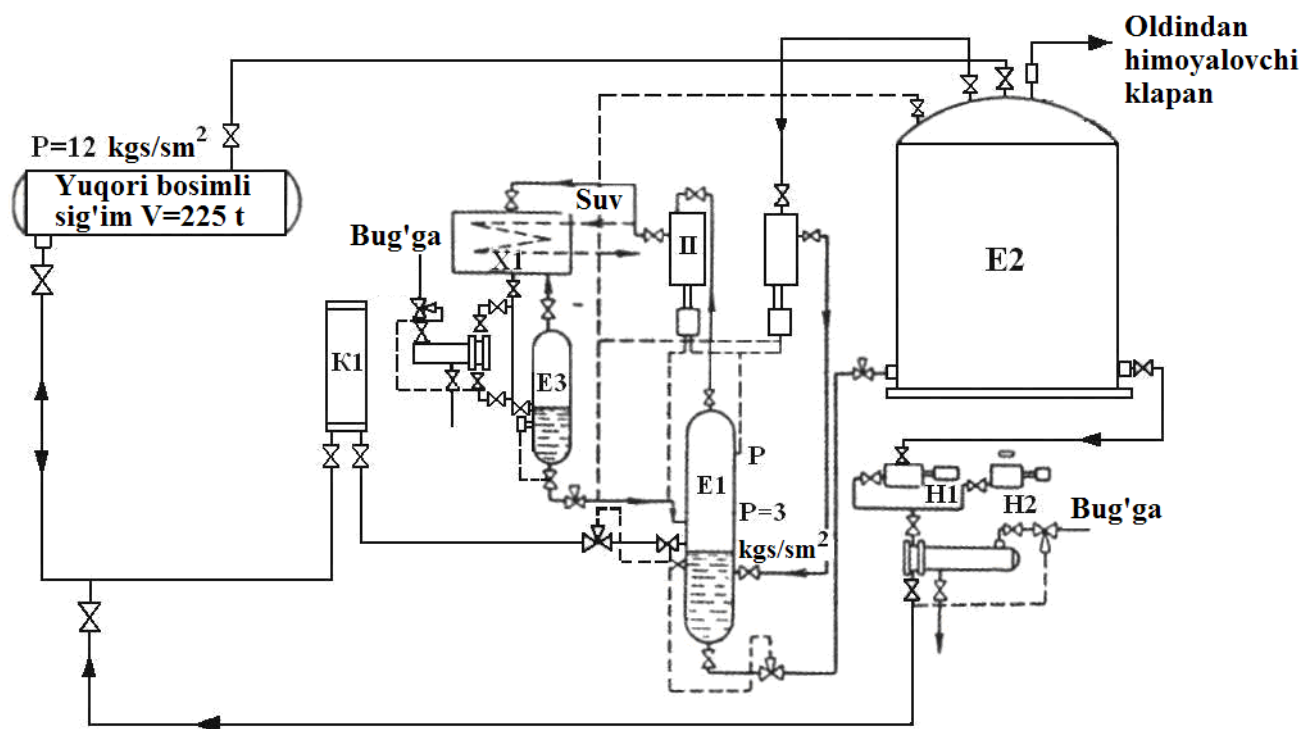 Oldindan
himoyalovchi
klapan
P=12 kgs/sm²
Yuqori bosimli
sig'im V=225 t
Suv
Bug'ga
II
X1
E2
K1
E3
P
E1
P=3
kgs/sm²
H1
H2
Bug'ga